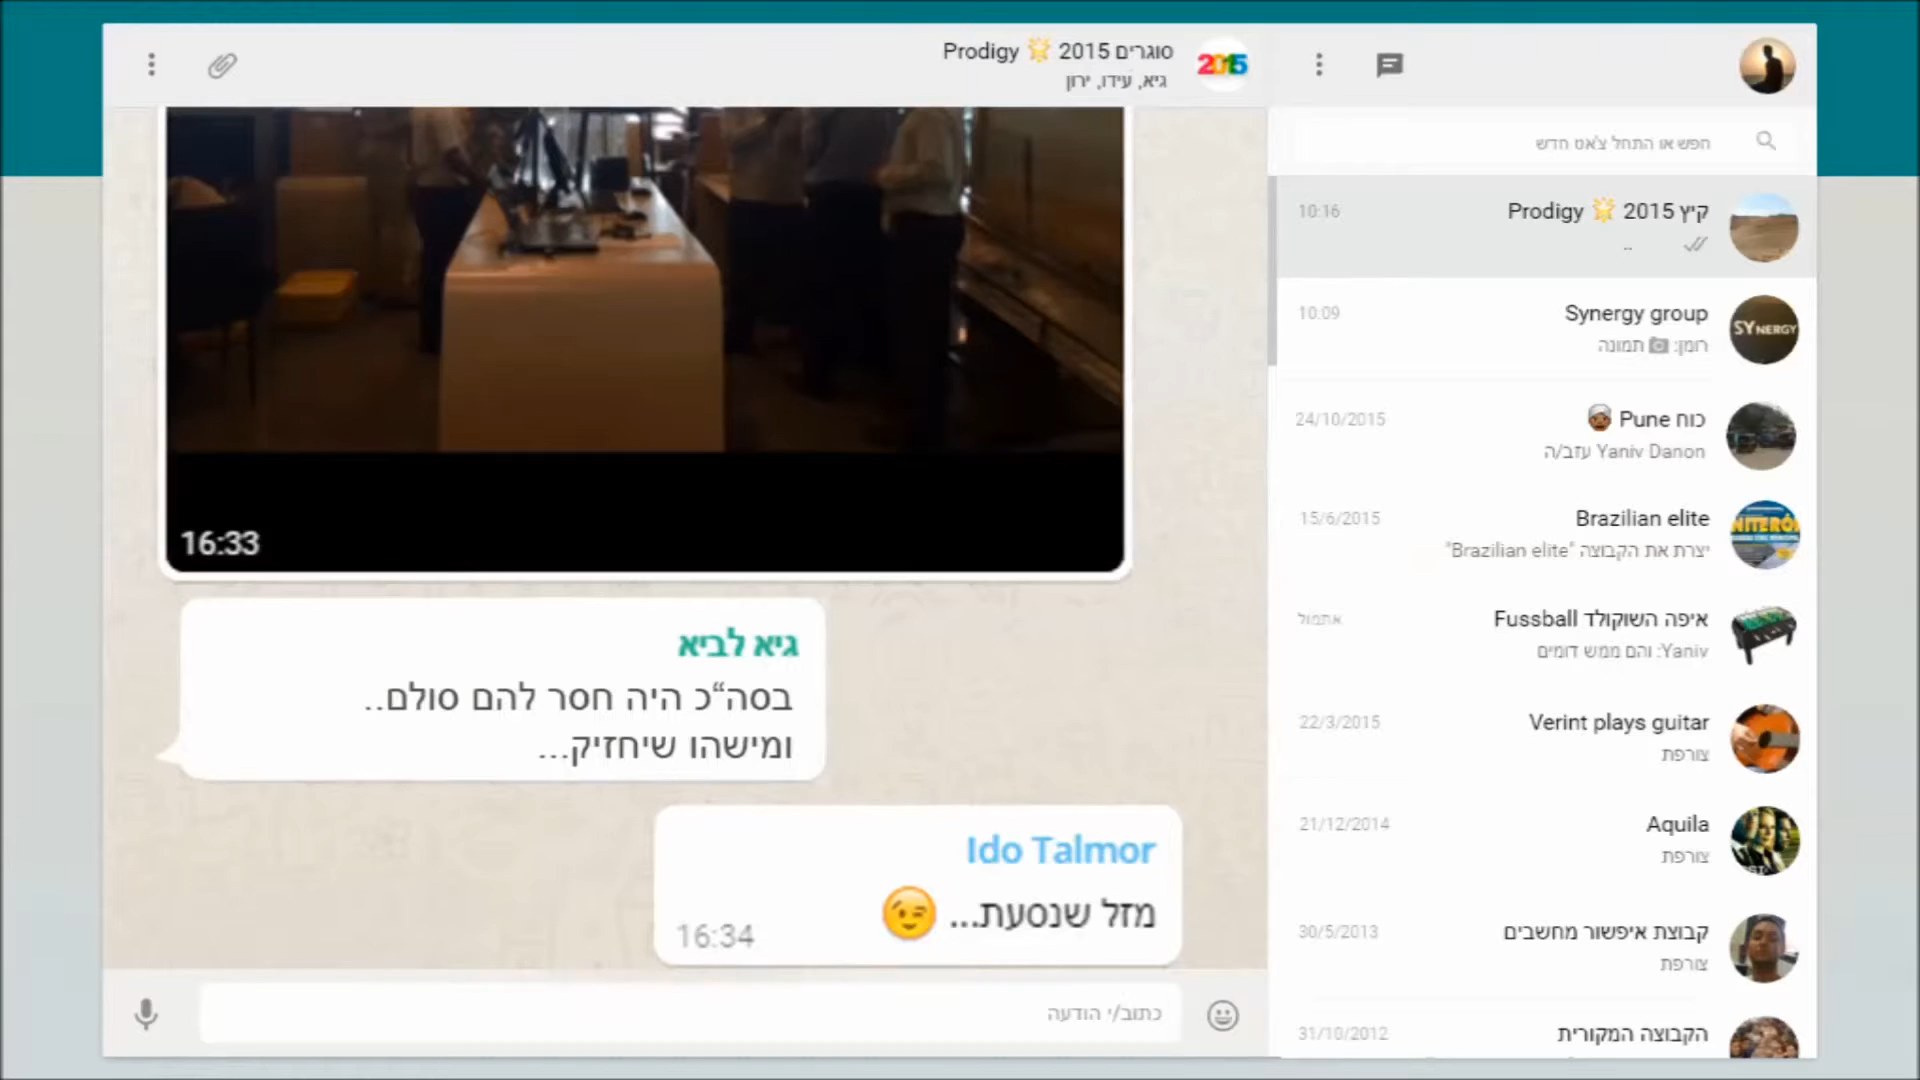 סוגרים 2015 🌟 Prodigy
גיא, עידו, ירון
2015
16:33
גיא לביא
בסה“כ היה חסר להם סולם..
ומישהו שיחזיק...
Ido Talmor
מזל שנסעת... 😉
16:34
כתוב/י הודעה
חפש או התחל צ'אט חדש
קיץ 2015 🌟 Prodigy
10:16
..
Synergy group
10:09
רומן: 📷 תמונה
SYNERGY
כוח Pune 👳🏾
24/10/2015
Yaniv Danon עזב/ה
Brazilian elite
15/6/2015
יצרת את הקבוצה "Brazilian elite"
NITERÓI
איפה השוקולד Fussball
אתמול
Yaniv: והם ממש דומים
Verint plays guitar
22/3/2015
צורפת
Aquila
21/12/2014
צורפת
קבוצת איפשור מחשבים
30/5/2013
צורפת
הקבוצה המקורית
31/10/2012